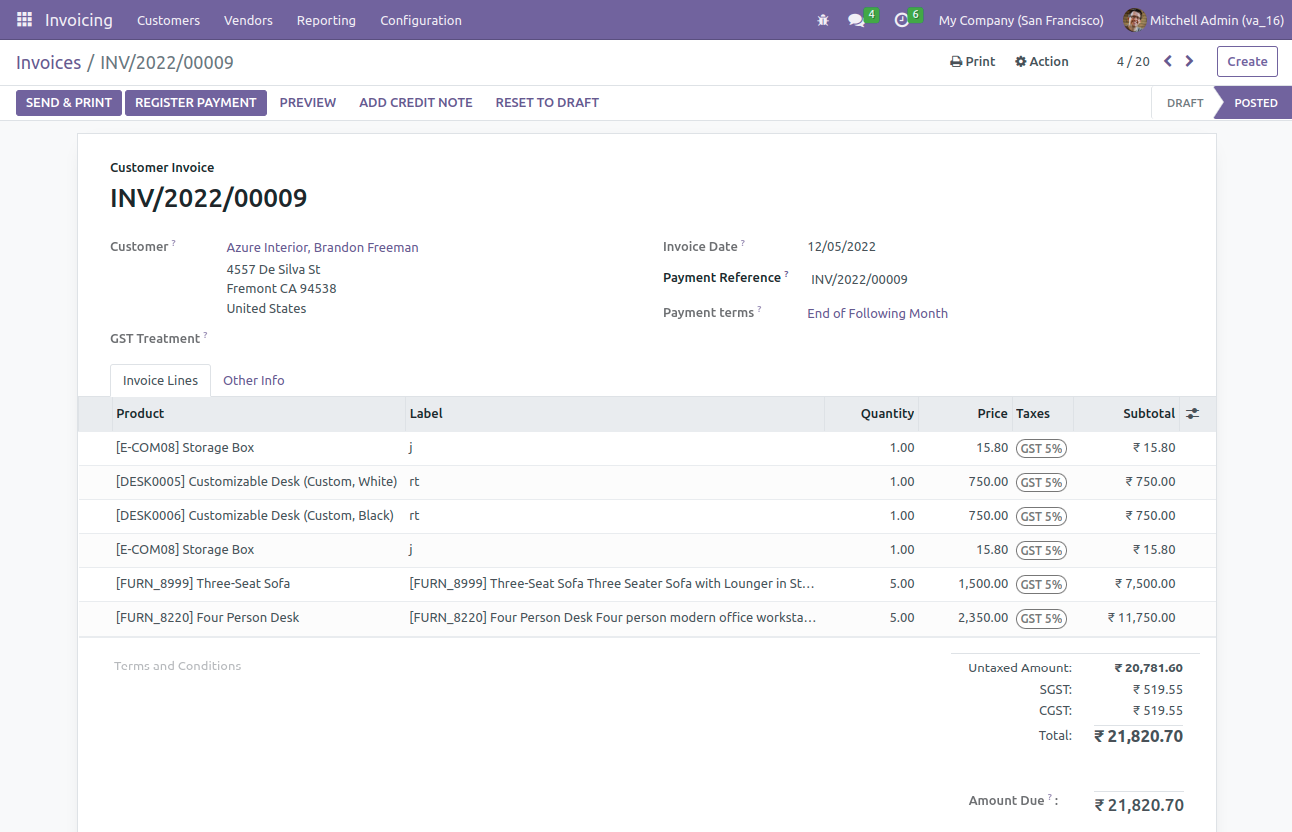 Invoicing Customers Vendors Reporting Configuration 4 6 My Company (San Francisco) Mitchell Admin (va_16)
Invoices / INV/2022/00009 Print Action 4 / 20 Create
SEND & PRINT REGISTER PAYMENT PREVIEW ADD CREDIT NOTE RESET TO DRAFT DRAFT POSTED
Customer Invoice
INV/2022/00009
Customer ? Azure Interior, Brandon Freeman Invoice Date ? 12/05/2022
4557 De Silva St
Fremont CA 94538 Payment Reference ? INV/2022/00009
United States Payment terms ? End of Following Month
GST Treatment ?
Invoice Lines Other Info
Product Label Quantity Price Taxes Subtotal
[E-COM08] Storage Box j 1.00 15.80 GST 5% ₹ 15.80
[DESK0005] Customizable Desk (Custom, White) rt 1.00 750.00 GST 5% ₹ 750.00
[DESK0006] Customizable Desk (Custom, Black) rt 1.00 750.00 GST 5% ₹ 750.00
[E-COM08] Storage Box j 1.00 15.80 GST 5% ₹ 15.80
[FURN_8999] Three-Seat Sofa [FURN_8999] Three-Seat Sofa Three Seater Sofa with Lounger in St… 5.00 1,500.00 GST 5% ₹ 7,500.00
[FURN_8220] Four Person Desk [FURN_8220] Four Person Desk Four person modern office worksta… 5.00 2,350.00 GST 5% ₹ 11,750.00
Terms and Conditions Untaxed Amount: ₹ 20,781.60
SGST: ₹ 519.55
CGST: ₹ 519.55
Total: ₹ 21,820.70
Amount Due ? : ₹ 21,820.70